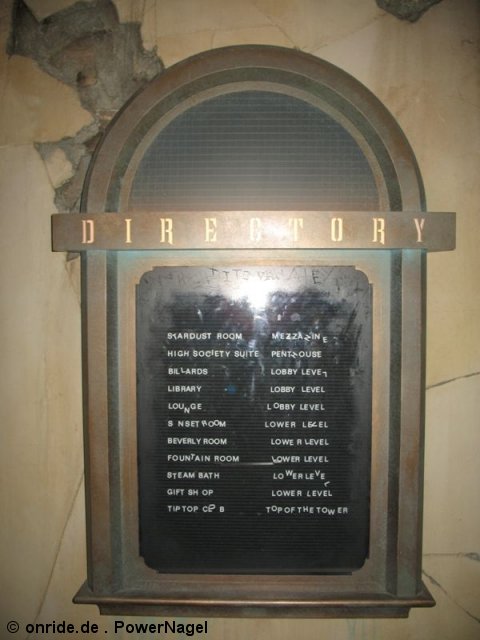 DIRECTORY
STARDUST ROOM MEZZANINE
HIGH SOCIETY SUITE PENTHOUSE
BILLARDS LOBBY LEVEL
LIBRARY LOBBY LEVEL
LOUNGE LOBBY LEVEL
S NSET ROOM LOWER LEVEL
BEVERLY ROOM LOWER LEVEL
FOUNTAIN ROOM LOWER LEVEL
STEAM BATH LOWER LEVEL
GIFT SHOP LOWER LEVEL
TIP TOP TOP OF THE TOWER
© onride.de . PowerNagel